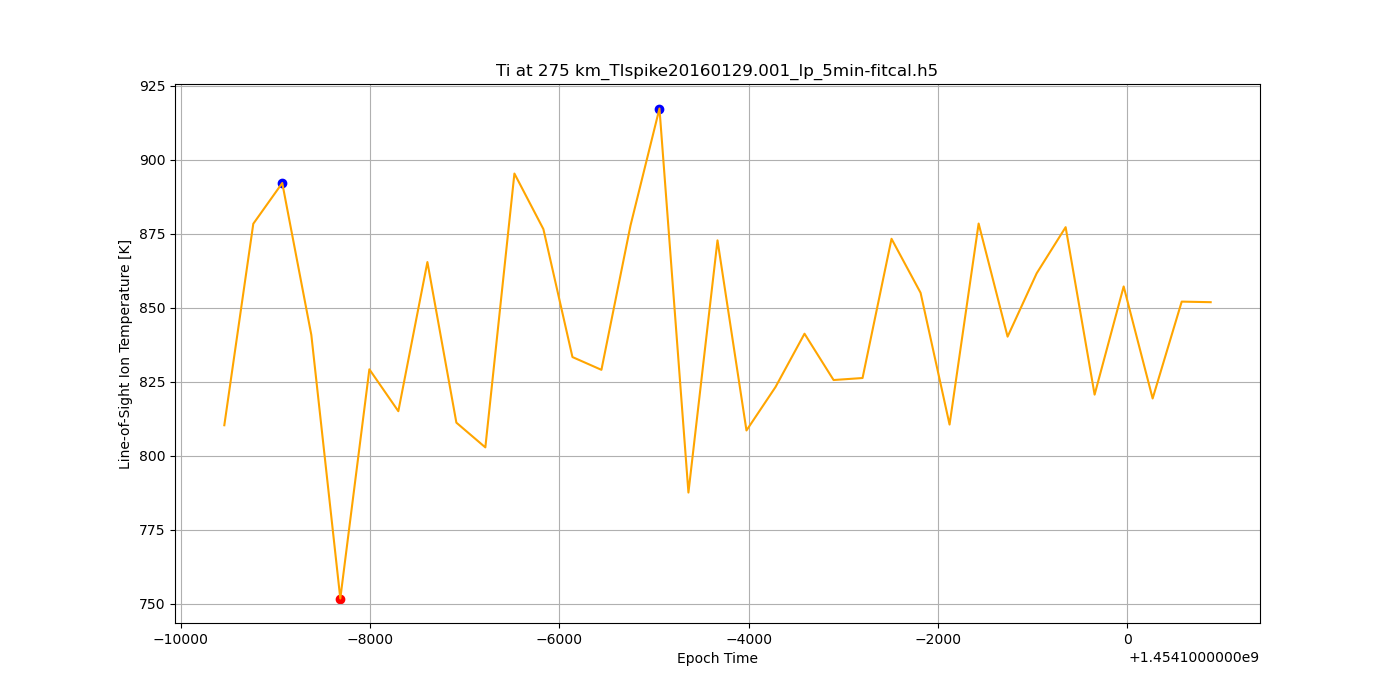 Ti at 275 km_TIspike20160129.001_lp_5min-fitcal.h5
925
900
875
850
825
800
775
750
Line-of-Sight Ion Temperature [K]
−10000 −8000 −6000 −4000 −2000 0
Epoch Time
+1.4541000000e9